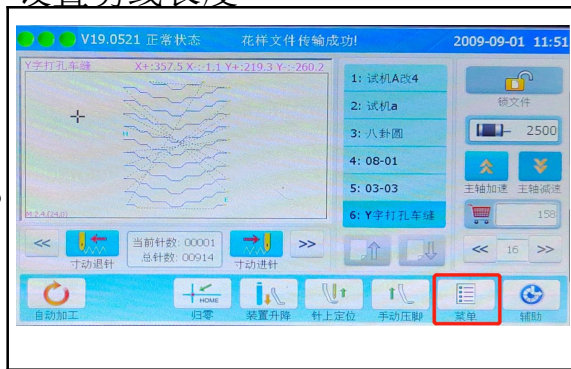 设置剪线长度
V19.0521 正常状态 花样文件传输成功! 2009-09-01 11:51
Y字打孔车缝 X+:357.5 X-:-1.1 Y+:219.3 Y-:-260.2
1: 试机A改4
2: 试机a
3: 八卦圆
4: 08-01
5: 03-03
6: Y字打孔车缝
锁文件
2500
主轴加速 主轴减速
158
<< 16 >>
M 2.4 (24,0)
<< 寸动退针
当前针数: 00001
总针数: 00914
寸动进针 >>
自动加工
HOME
归零
装置升降
针上定位
手动压脚
菜单
辅助